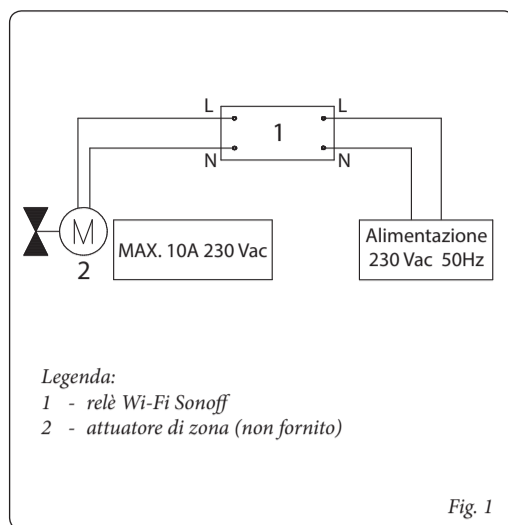 L
L
1
N
N
M
2
MAX. 10A 230 Vac
Alimentazione
230 Vac 50Hz
Legenda:
1 - relè Wi-Fi Sonoff
2 - attuatore di zona (non fornito)
Fig. 1